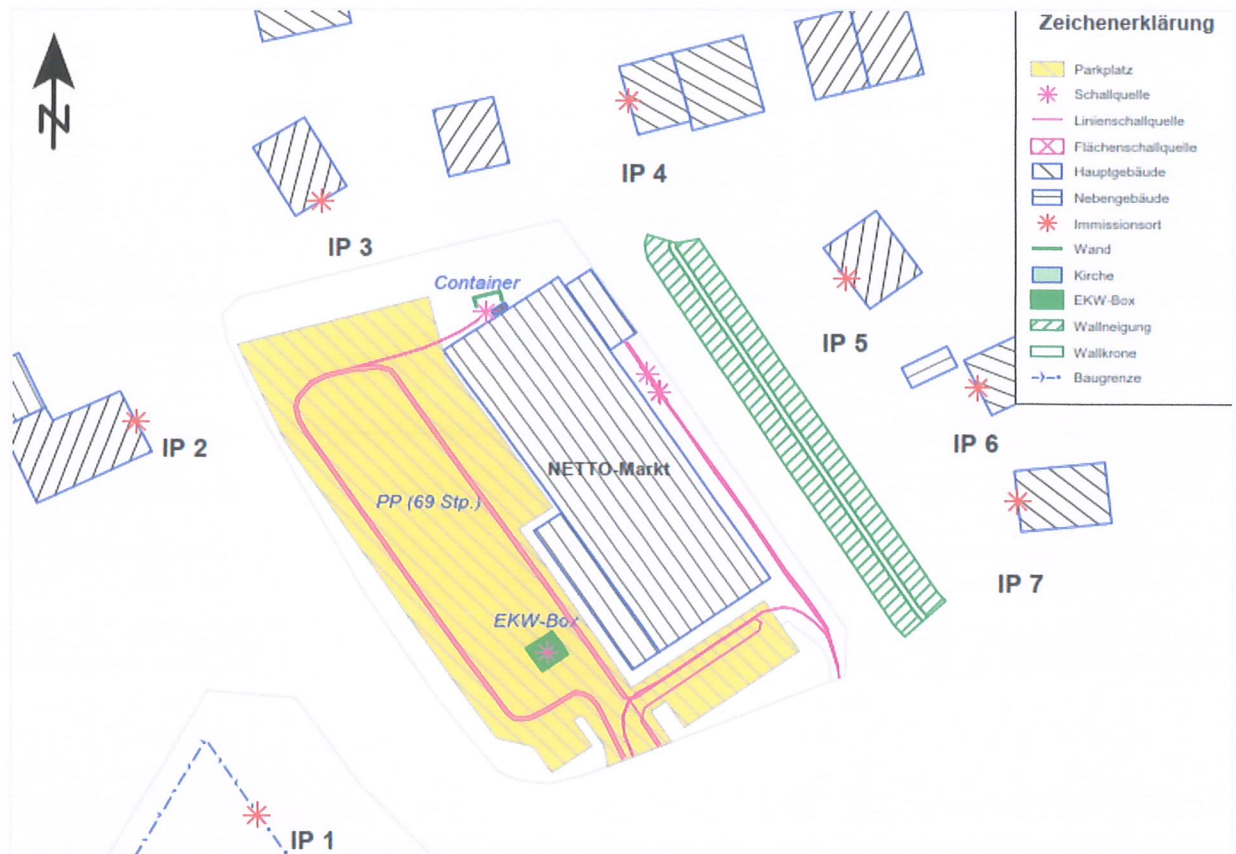 Zeichenerklärung
Parkplatz
Schallquelle
Linienschallquelle
Flächenschallquelle
Hauptgebäude
Nebengebäude
Immissionsort
Wand
Kirche
EKW-Box
Wallneigung
Wallkrone
Baugrenze
N
IP 4
IP 3
Container
IP 5
IP 2
IP 6
NETTO-Markt
PP (69 Stp.)
IP 7
EKW-Box
IP 1